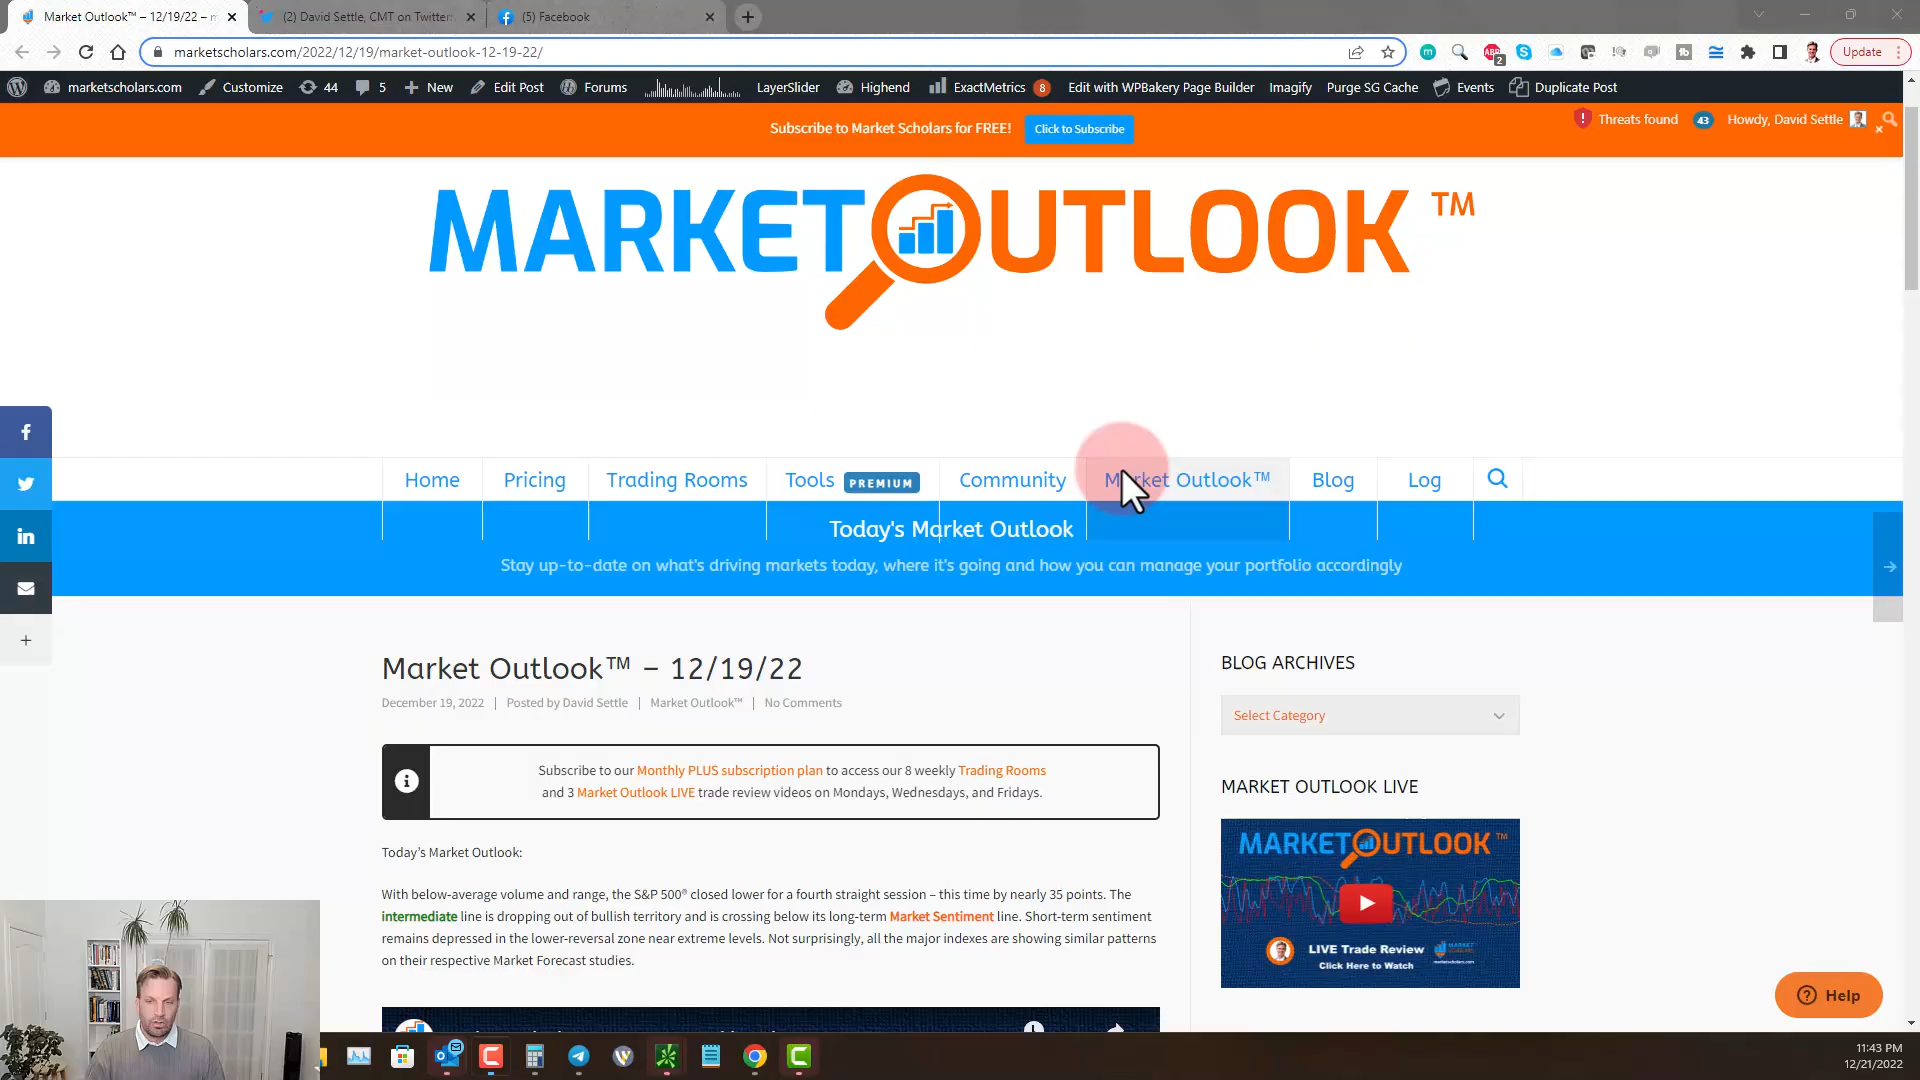 Market Outlook™ – 12/19/22 – m
(2) David Settle, CMT on Twitter
(5) Facebook
marketscholars.com/2022/12/19/market-outlook-12-19-22/
Update
marketscholars.com
Customize
44
5
New
Edit Post
Forums
LayerSlider
Highend
ExactMetrics
8
Edit with WPBakery Page Builder
Imagify
Purge SG Cache
Events
Duplicate Post
Subscribe to Market Scholars for FREE!
Click to Subscribe
Threats found
43
Howdy, David Settle
MARKET OUTLOOK ™
Home
Pricing
Trading Rooms
Tools PREMIUM
Community
Market Outlook™
Blog
Log
Today's Market Outlook
Stay up-to-date on what's driving markets today, where it's going and how you can manage your portfolio accordingly
Market Outlook™ – 12/19/22
December 19, 2022 | Posted by David Settle | Market Outlook™ | No Comments
Subscribe to our Monthly PLUS subscription plan to access our 8 weekly Trading Rooms
and 3 Market Outlook LIVE trade review videos on Mondays, Wednesdays, and Fridays.
Today’s Market Outlook:
With below-average volume and range, the S&P 500® closed lower for a fourth straight session – this time by nearly 35 points. The
intermediate line is dropping out of bullish territory and is crossing below its long-term Market Sentiment line. Short-term sentiment
remains depressed in the lower-reversal zone near extreme levels. Not surprisingly, all the major indexes are showing similar patterns
on their respective Market Forecast studies.
BLOG ARCHIVES
Select Category
MARKET OUTLOOK LIVE
MARKET OUTLOOK ™
LIVE Trade Review
Click Here to Watch
Help
11:43 PM
12/21/2022